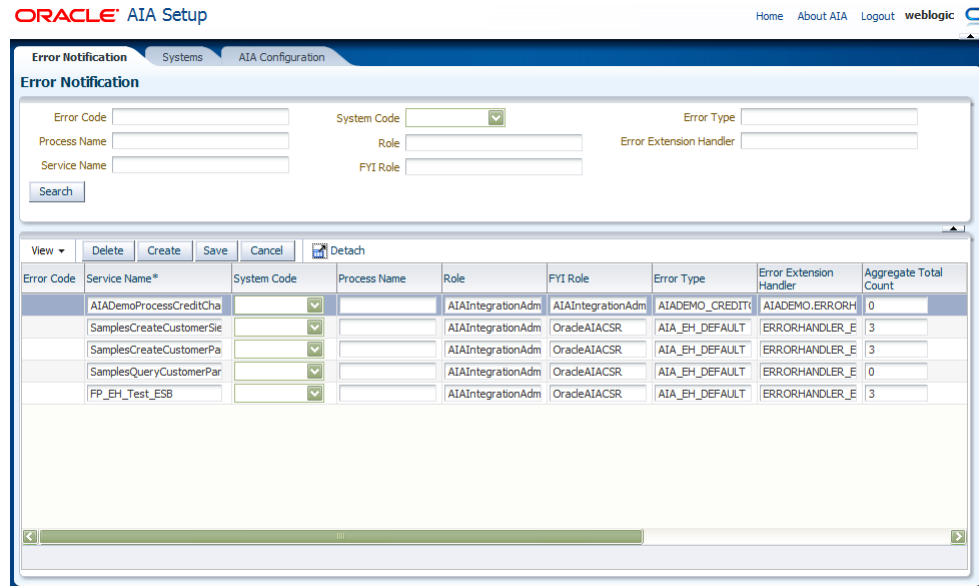 ORACLE AIA Setup
Home About AIA Logout weblogic
Error Notification Systems AIA Configuration
Error Notification
Error Code System Code Error Type
Process Name Role Error Extension Handler
Service Name FYI Role
Search
View Delete Create Save Cancel Detach
Error Code Service Name* System Code Process Name Role FYI Role Error Type Error Extension Handler Aggregate Total Count
AIADemoProcessCreditCha AIAIntegrationAdm AIAIntegrationAdm AIADEMO_CREDIT AIADEMO.ERRORH 0
SamplesCreateCustomerSie AIAIntegrationAdm OracleAIACSR AIA_EH_DEFAULT ERRORHANDLER_E 3
SamplesCreateCustomerPa AIAIntegrationAdm OracleAIACSR AIA_EH_DEFAULT ERRORHANDLER_E 3
SamplesQueryCustomerPar AIAIntegrationAdm OracleAIACSR AIA_EH_DEFAULT ERRORHANDLER_E 0
FP_EH_Test_ESB AIAIntegrationAdm OracleAIACSR AIA_EH_DEFAULT ERRORHANDLER_E 3